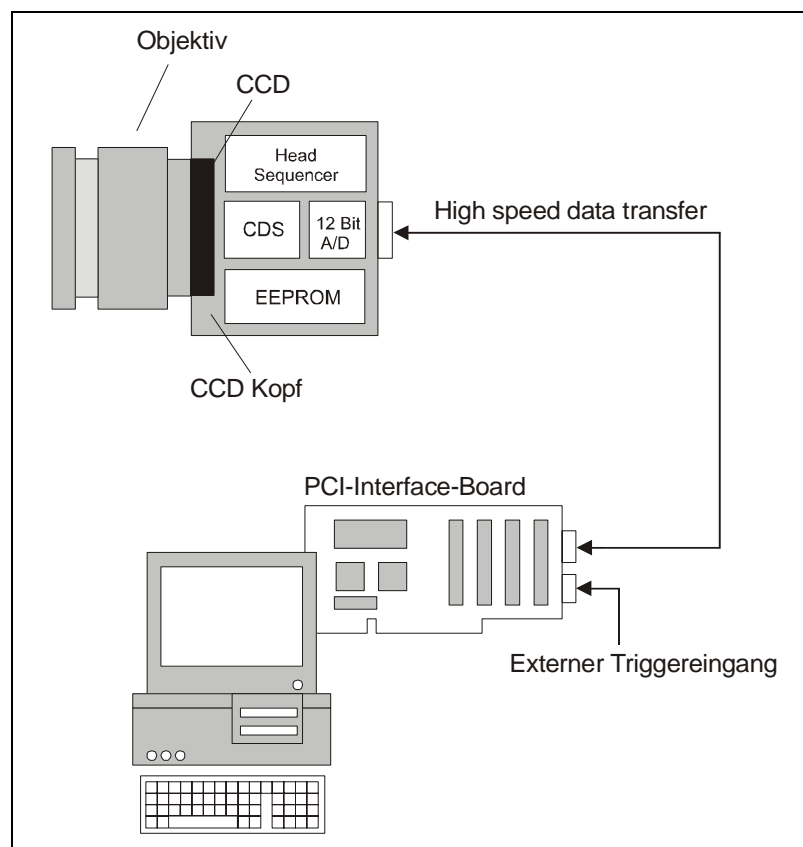 Objektiv
CCD
Head
Sequencer
CDS
12 Bit
A/D
EEPROM
High speed data transfer
CCD Kopf
PCI-Interface-Board
Externer Triggereingang